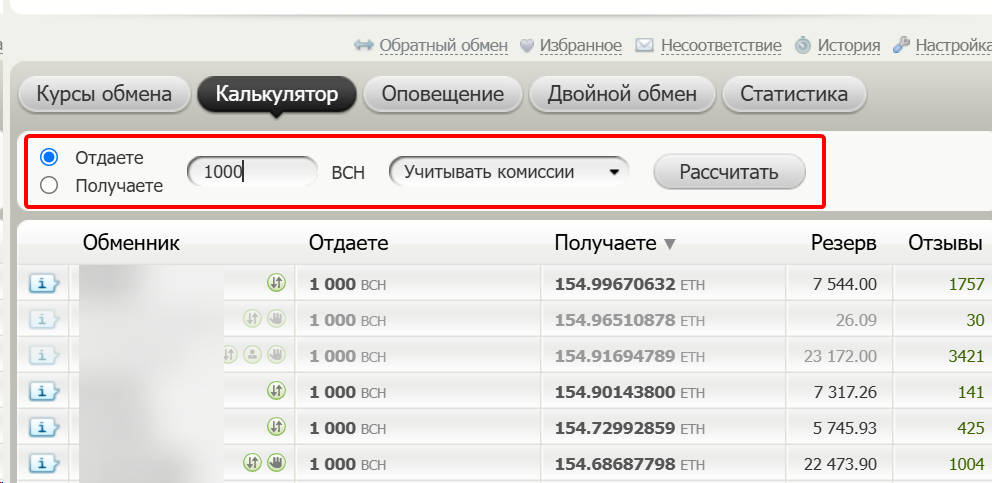 Обратный обмен Избранное Несоответствие История Настройка
Курсы обмена Калькулятор Оповещение Двойной обмен Статистика
Отдаете
Получаете
1000 BCH Учитывать комиссии Рассчитать
Обменник Отдаете Получаете ▼ Резерв Отзывы
1 000 BCH 154.99670632 ETH 7 544.00 1757
1 000 BCH 154.96510878 ETH 26.09 30
1 000 BCH 154.91694789 ETH 23 172.00 3421
1 000 BCH 154.90143800 ETH 7 317.26 141
1 000 BCH 154.72992859 ETH 5 745.93 425
1 000 BCH 154.68687798 ETH 22 473.90 1004